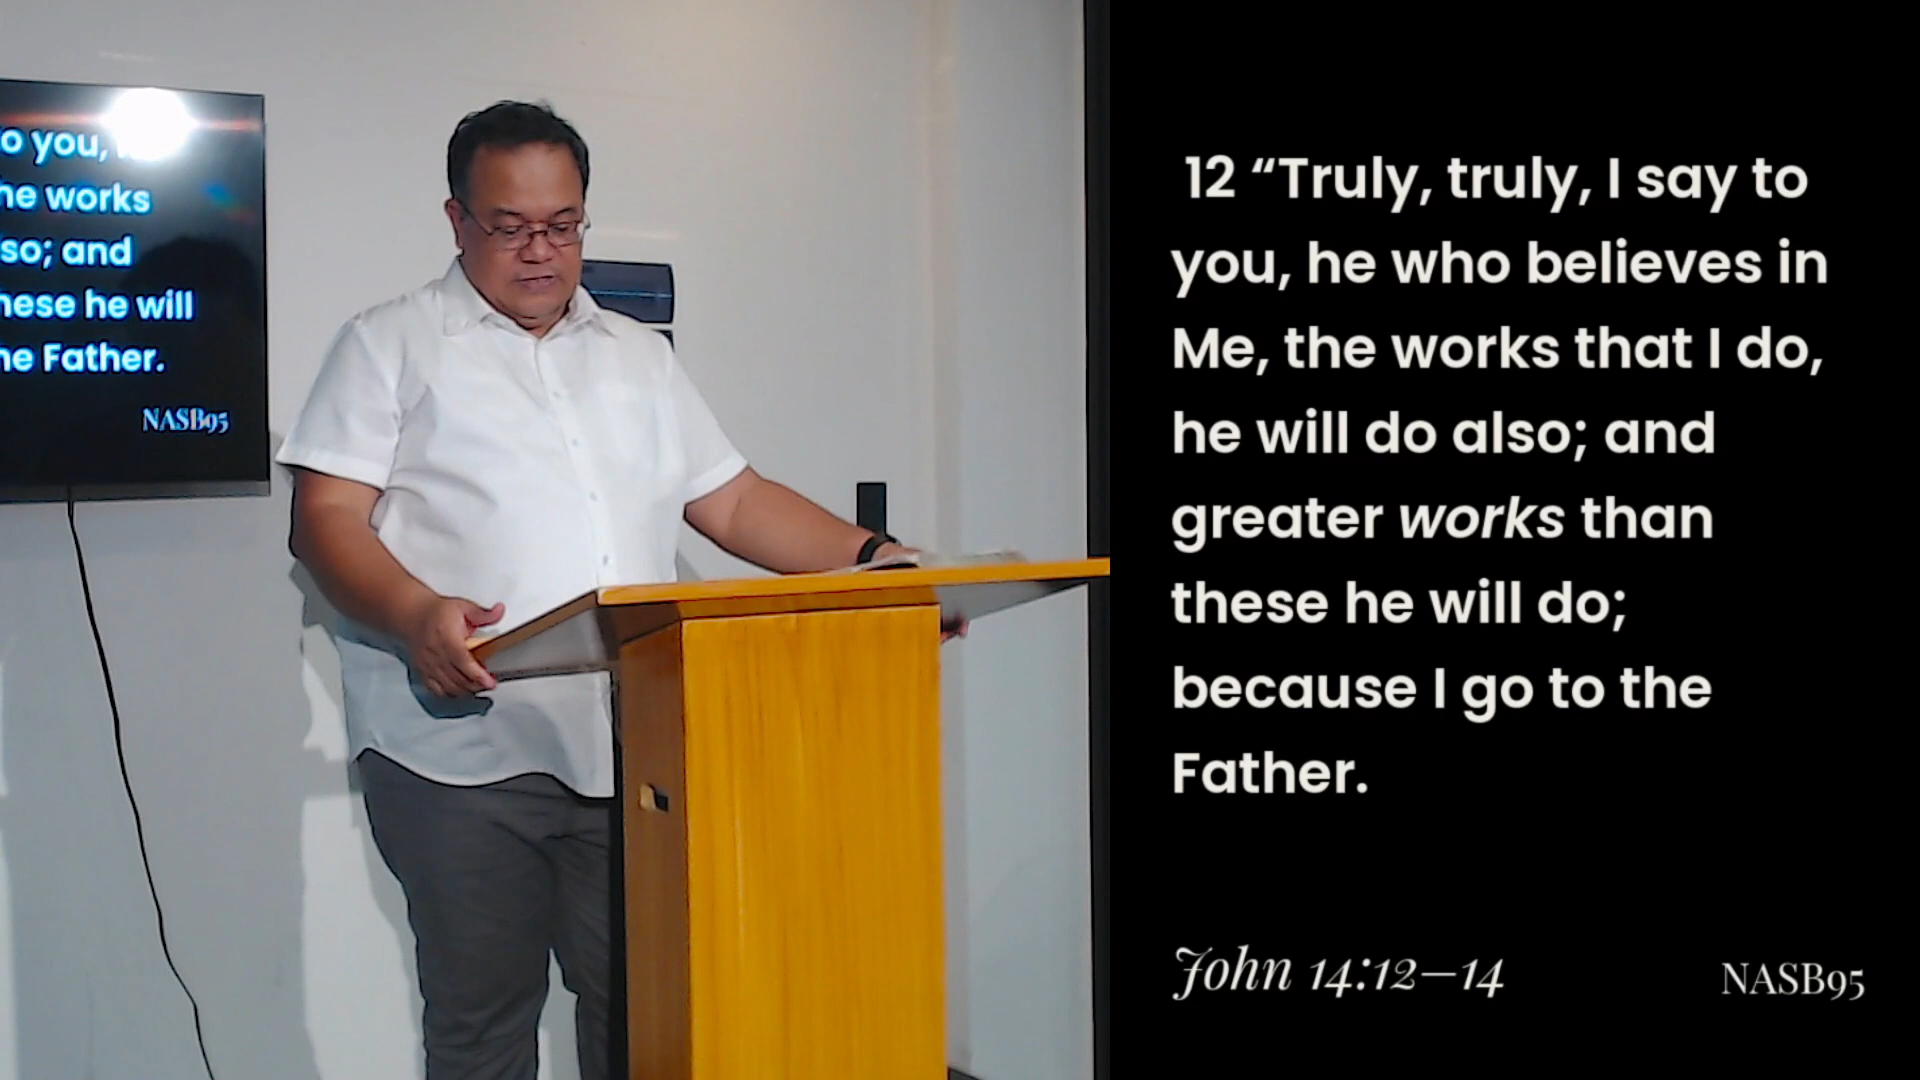 o you,
he works
so; and
hese he will
he Father.
NASB95
12 “Truly, truly, I say to
you, he who believes in
Me, the works that I do,
he will do also; and
greater works than
these he will do;
because I go to the
Father.
John 14:12–14
NASB95